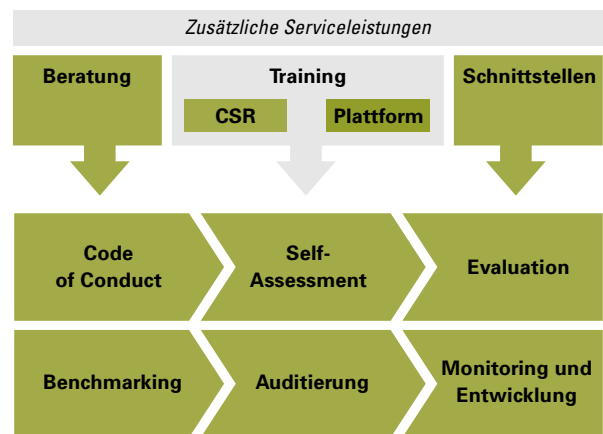 Zusätzliche Serviceleistungen
Beratung
Training
Schnittstellen
CSR
Plattform
Code
of Conduct
Self-
Assessment
Evaluation
Benchmarking
Auditierung
Monitoring und
Entwicklung